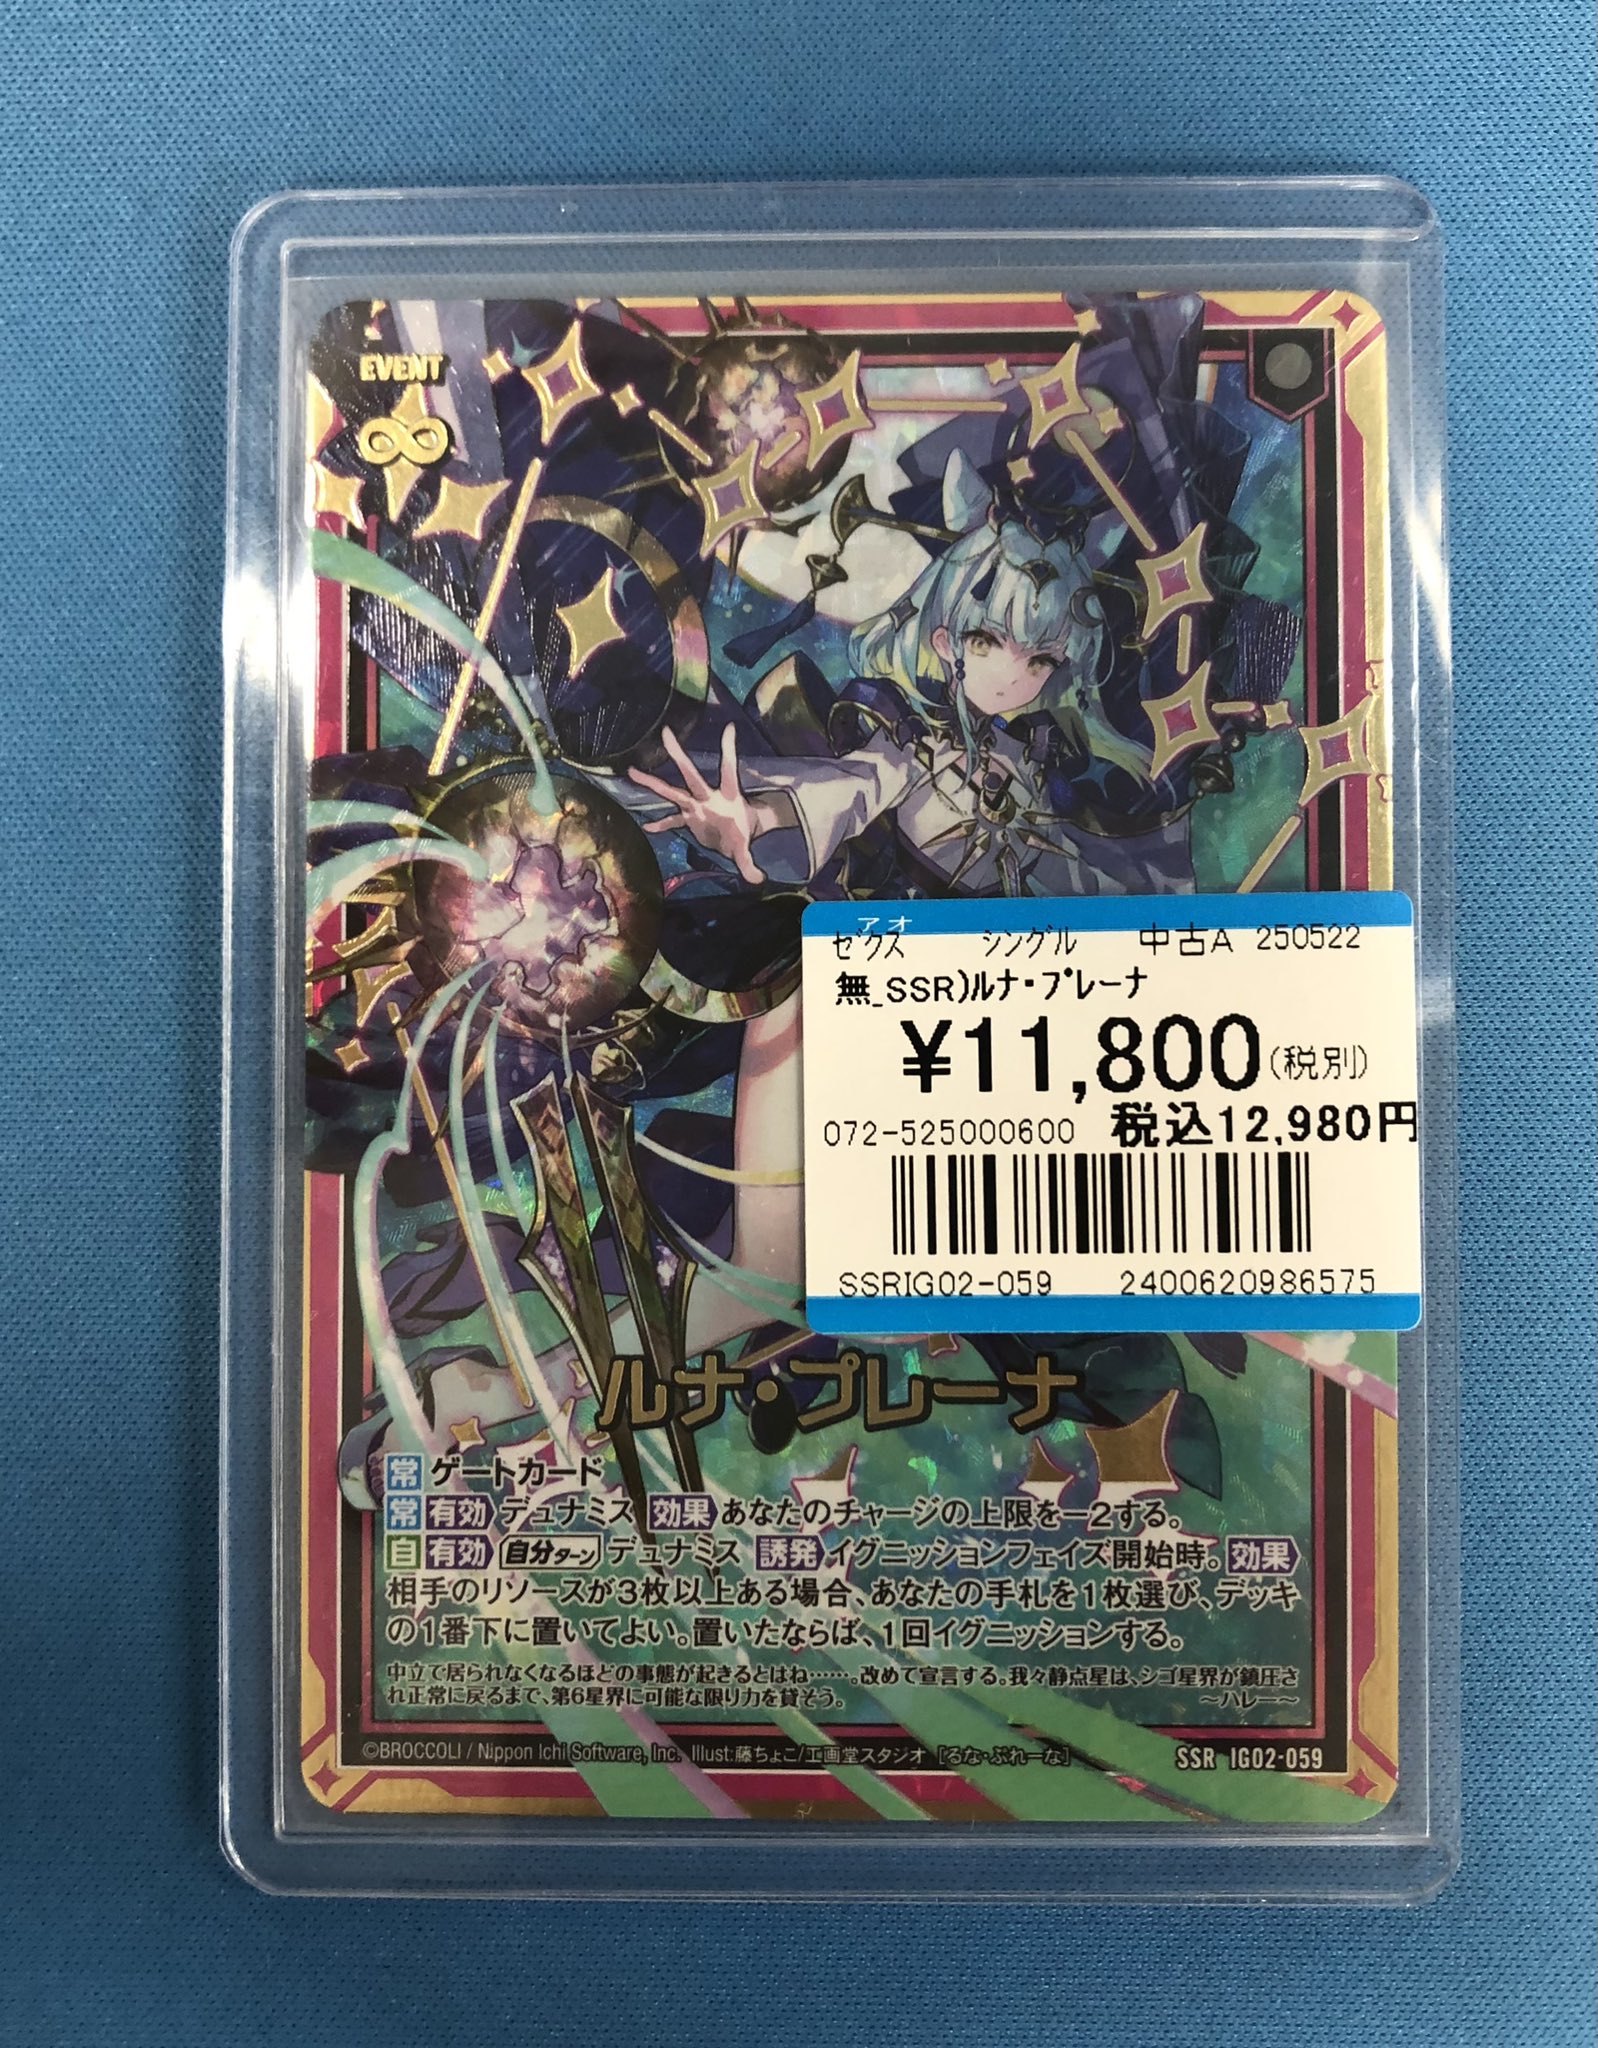 EVENT
∞
アオ
ゼクス シングル 中古A 250522
無_SSR)ルナ・プレーナ
¥11,800(税別)
072-525000600 税込12,980円
SSRIG02-059 2400620986575
ルナ・プレーナ
常 ゲートカード
常 有効 デュナミス 効果 あなたのチャージの上限を−2する。
自 有効 自分ターン デュナミス 誘発 イグニッションフェイズ開始時。 効果
相手のリソースが3枚以上ある場合、あなたの手札を1枚選び、デッキ
の1番下に置いてよい。置いたならば、1回イグニッションする。
中立で居られなくなるほどの事態が起きるとはね……。改めて宣言する。我々静点星は、シゴ星界が鎮圧さ
れ正常に戻るまで、第6星界に可能な限り力を貸そう。 ～ハレー～
©BROCCOLI / Nippon Ichi Software, Inc. Illust:藤ちょこ/工画堂スタジオ [るな・ぷれーな] SSR IG02-059